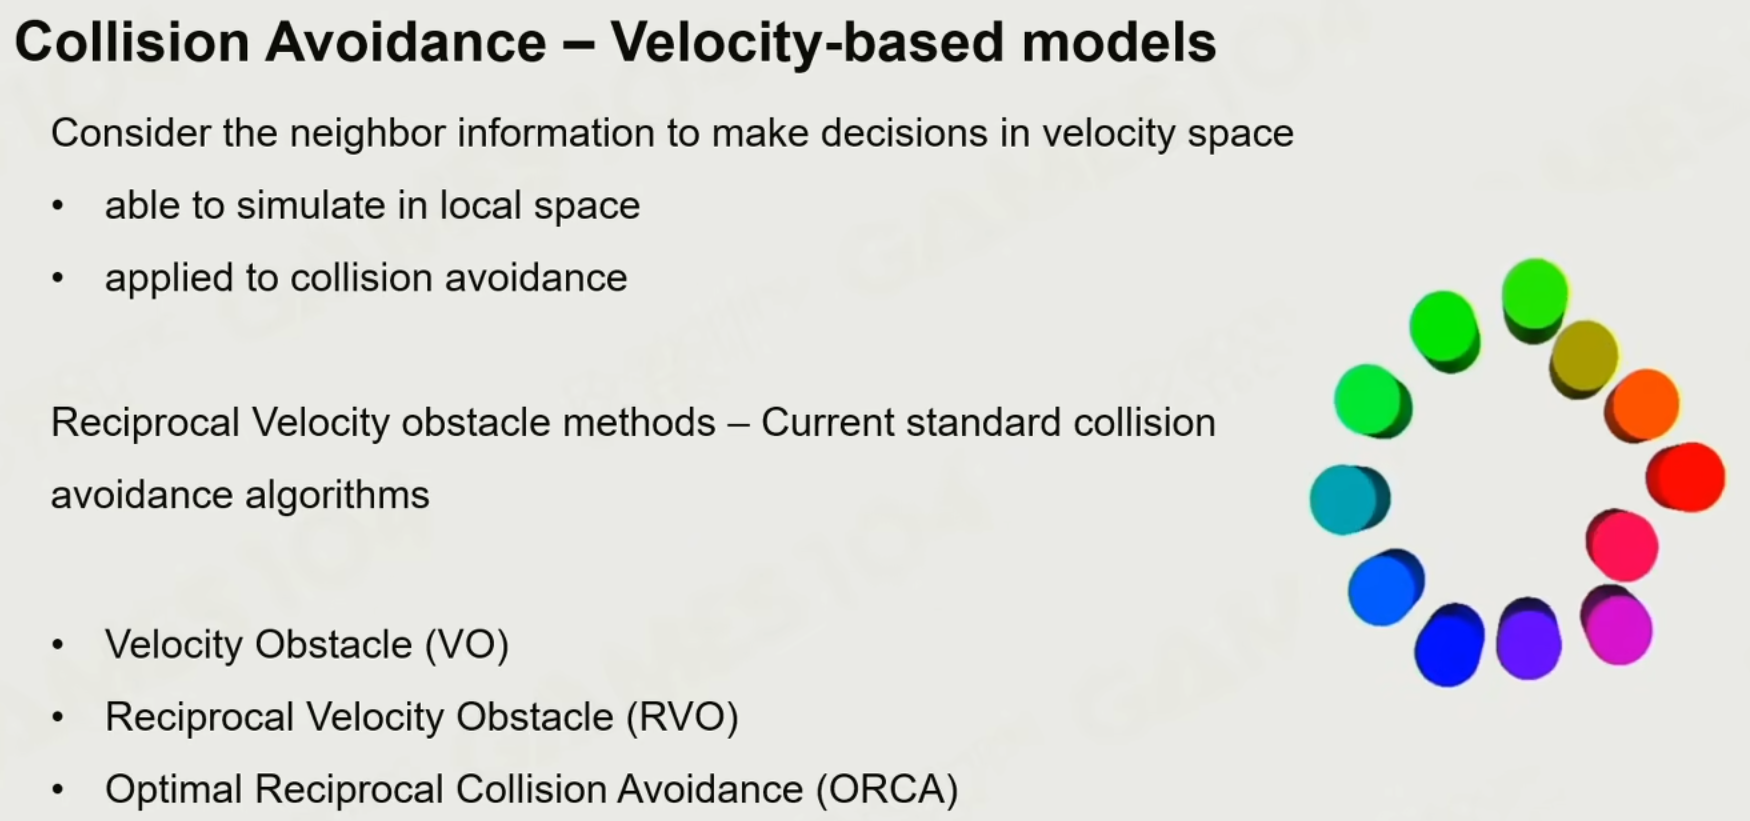 Collision Avoidance – Velocity-based models
Consider the neighbor information to make decisions in velocity space
• able to simulate in local space
• applied to collision avoidance
Reciprocal Velocity obstacle methods – Current standard collision
avoidance algorithms
• Velocity Obstacle (VO)
• Reciprocal Velocity Obstacle (RVO)
• Optimal Reciprocal Collision Avoidance (ORCA)
GAMES104